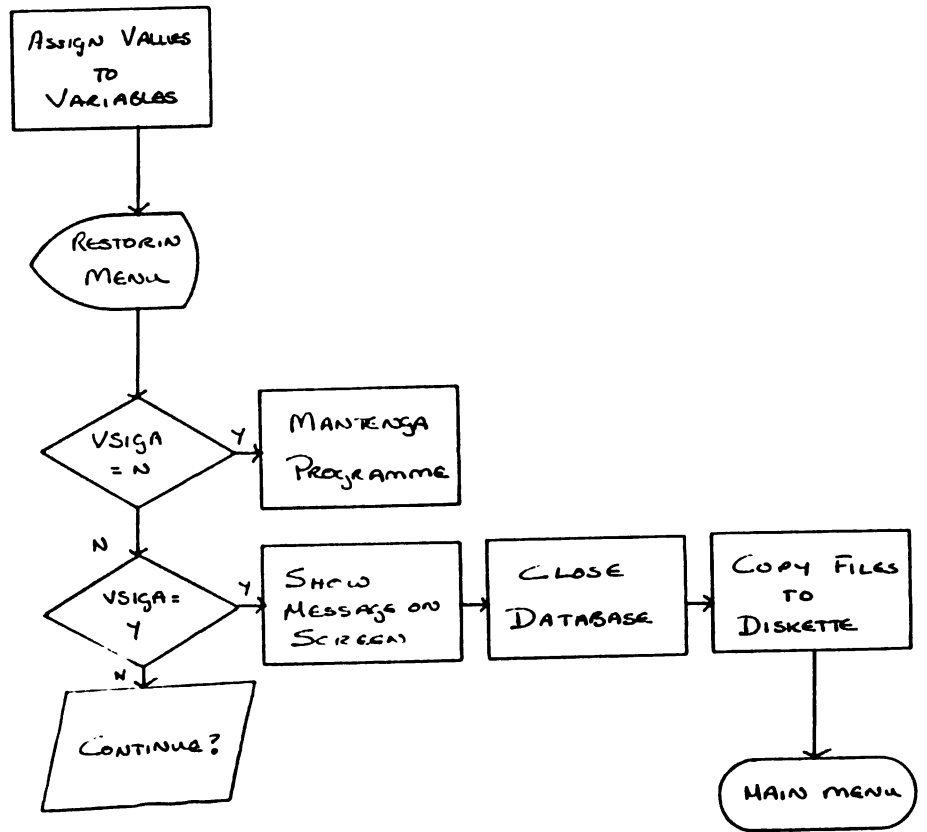 ASSIGN VALUES
TO
VARIABLES
RESTORIN
MENU
VSIGA
= N
Y
MANTENGA
PROGRAMME
N
VSIGA =
Y
Y
SHOW
MESSAGE ON
SCREEN
CLOSE
DATABASE
COPY FILES
TO
DISKETTE
N
CONTINUE?
MAIN MENU